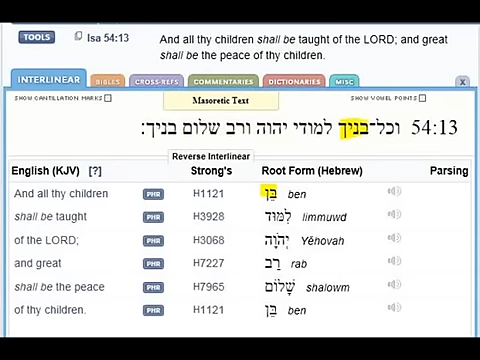 TOOLS Isa 54:13 And all thy children shall be taught of the LORD; and great
shall be the peace of thy children.
INTERLINEAR BIBLES CROSS-REFS COMMENTARIES DICTIONARIES MISC X
SHOW CANTILLATION MARKS Masoretic Text SHOW VOWEL POINTS
54:13 וכל־בניך למודי יהוה ורב שלום בניך׃
Reverse Interlinear
English (KJV) [?] Strong's Root Form (Hebrew) Parsing
And all thy children PHR H1121 בֵּן ben
shall be taught PHR H3928 לִמּוּד limmuwd
of the LORD; PHR H3068 יְהֹוָה Yĕhovah
and great PHR H7227 רַב rab
shall be the peace PHR H7965 שָׁלוֹם shalowm
of thy children. PHR H1121 בֵּן ben